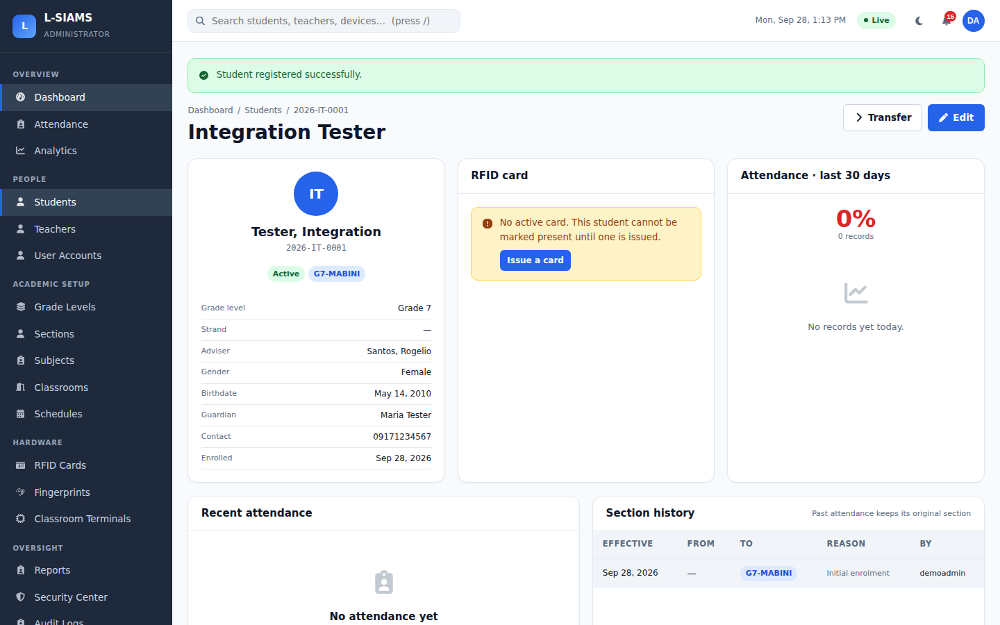 L
L-SIAMS
ADMINISTRATOR
OVERVIEW
Dashboard
Attendance
Analytics
PEOPLE
Students
Teachers
User Accounts
ACADEMIC SETUP
Grade Levels
Sections
Subjects
Classrooms
Schedules
HARDWARE
RFID Cards
Fingerprints
Classroom Terminals
OVERSIGHT
Reports
Security Center
Audit Logs
Search students, teachers, devices... (press /)
Mon, Sep 28, 1:13 PM
Live
15
DA
Student registered successfully.
Dashboard / Students / 2026-IT-0001
Integration Tester
Transfer
Edit
IT
Tester, Integration
2026-IT-0001
Active G7-MABINI
Grade level Grade 7
Strand —
Adviser Santos, Rogelio
Gender Female
Birthdate May 14, 2010
Guardian Maria Tester
Contact 09171234567
Enrolled Sep 28, 2026
RFID card
No active card. This student cannot be
marked present until one is issued.
Issue a card
Attendance · last 30 days
0%
0 records
No records yet today.
Recent attendance
No attendance yet
Section history
Past attendance keeps its original section
EFFECTIVE FROM TO REASON BY
Sep 28, 2026 — G7-MABINI Initial enrolment demoadmin